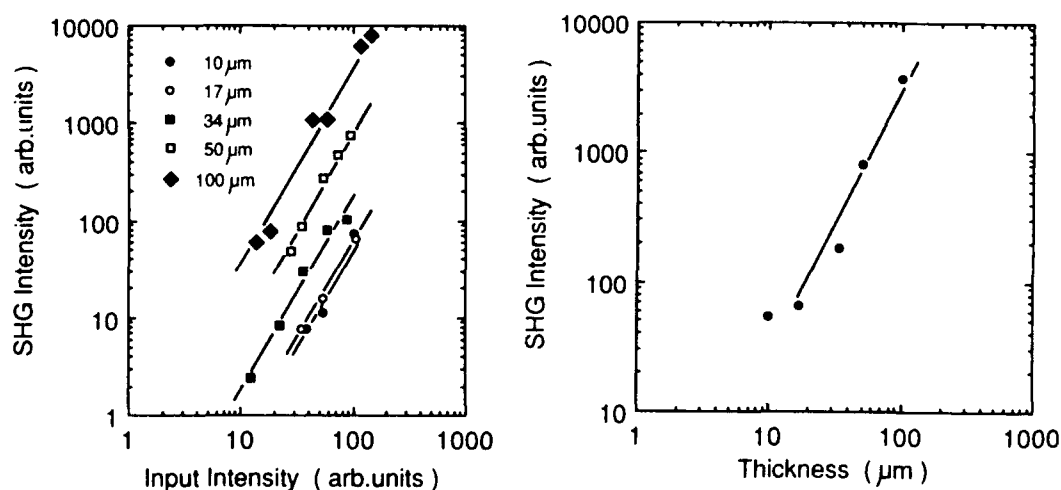 SHG Intensity ( arb.units )
10000
1000
100
10
1
10 µm
17 µm
34 µm
50 µm
100 µm
1 10 100 1000
Input Intensity ( arb.units )
SHG Intensity ( arb.units )
10000
1000
100
10
1 10 100 1000
Thickness ( µm )